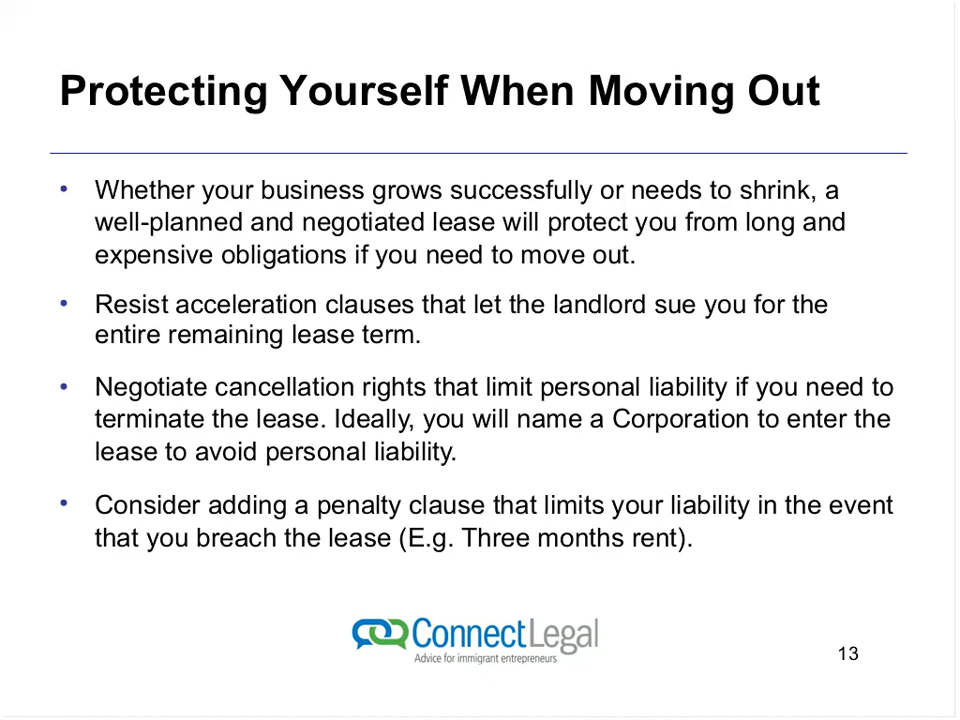 Protecting Yourself When Moving Out
• Whether your business grows successfully or needs to shrink, a
well-planned and negotiated lease will protect you from long and
expensive obligations if you need to move out.
• Resist acceleration clauses that let the landlord sue you for the
entire remaining lease term.
• Negotiate cancellation rights that limit personal liability if you need to
terminate the lease. Ideally, you will name a Corporation to enter the
lease to avoid personal liability.
• Consider adding a penalty clause that limits your liability in the event
that you breach the lease (E.g. Three months rent).
ConnectLegal
Advice for immigrant entrepreneurs
13